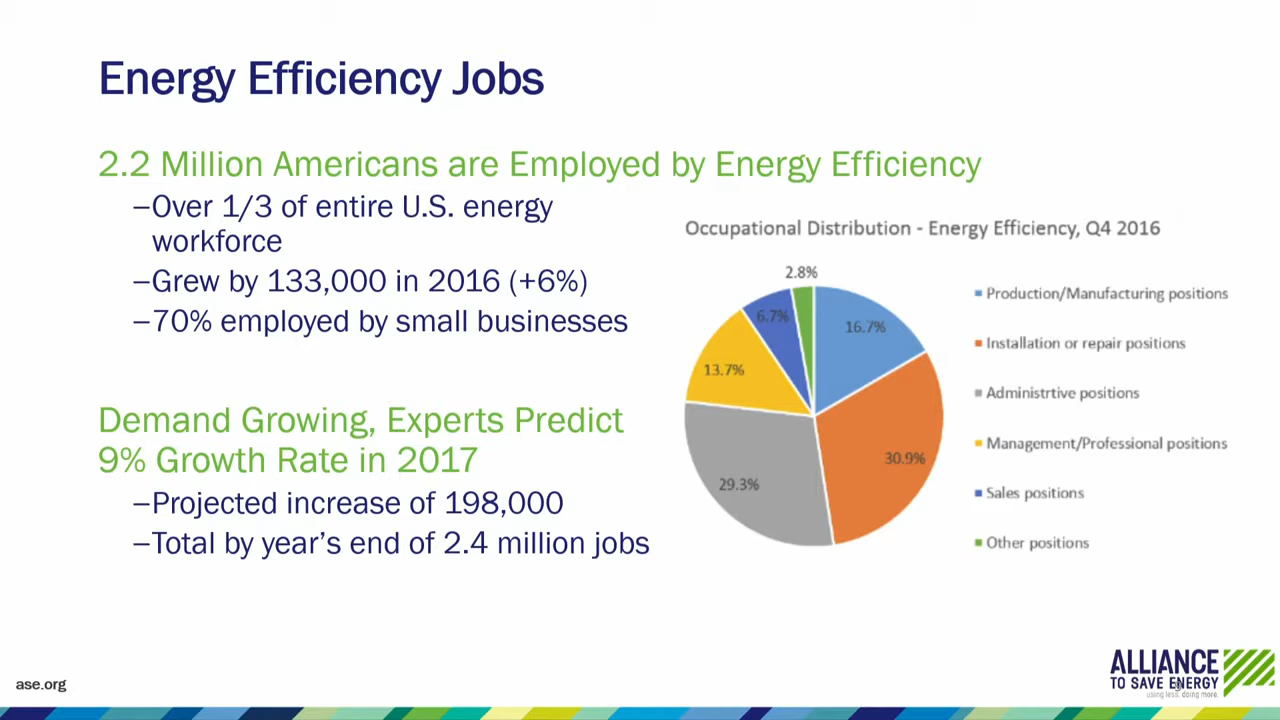 Energy Efficiency Jobs
2.2 Million Americans are Employed by Energy Efficiency
–Over 1/3 of entire U.S. energy
workforce
–Grew by 133,000 in 2016 (+6%)
–70% employed by small businesses
Demand Growing, Experts Predict
9% Growth Rate in 2017
–Projected increase of 198,000
–Total by year's end of 2.4 million jobs
Occupational Distribution - Energy Efficiency, Q4 2016
2.8%
6.7%
16.7%
13.7%
30.9%
29.3%
Production/Manufacturing positions
Installation or repair positions
Administrtive positions
Management/Professional positions
Sales positions
Other positions
ase.org
ALLIANCE
TO SAVE ENERGY
using less. doing more.